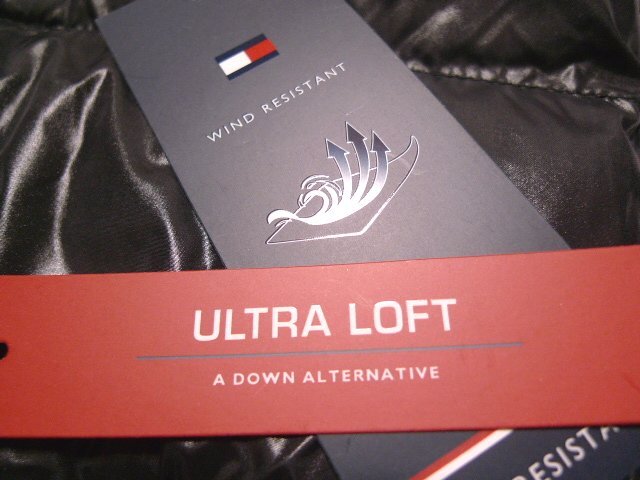 WIND RESISTANT
ULTRA LOFT
A DOWN ALTERNATIVE
RESISTA